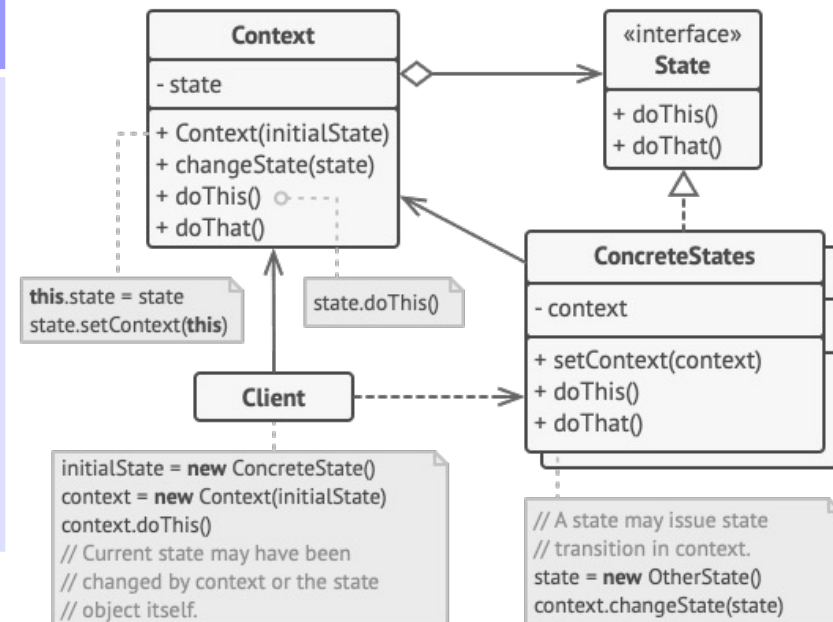 Context
- state
+ Context(initialState)
+ changeState(state)
+ doThis()
+ doThat()
«interface»
State
+ doThis()
+ doThat()
this.state = state
state.setContext(this)
state.doThis()
ConcreteStates
- context
+ setContext(context)
+ doThis()
+ doThat()
Client
initialState = new ConcreteState()
context = new Context(initialState)
context.doThis()
// Current state may have been
// changed by context or the state
// object itself.
// A state may issue state
// transition in context.
state = new OtherState()
context.changeState(state)